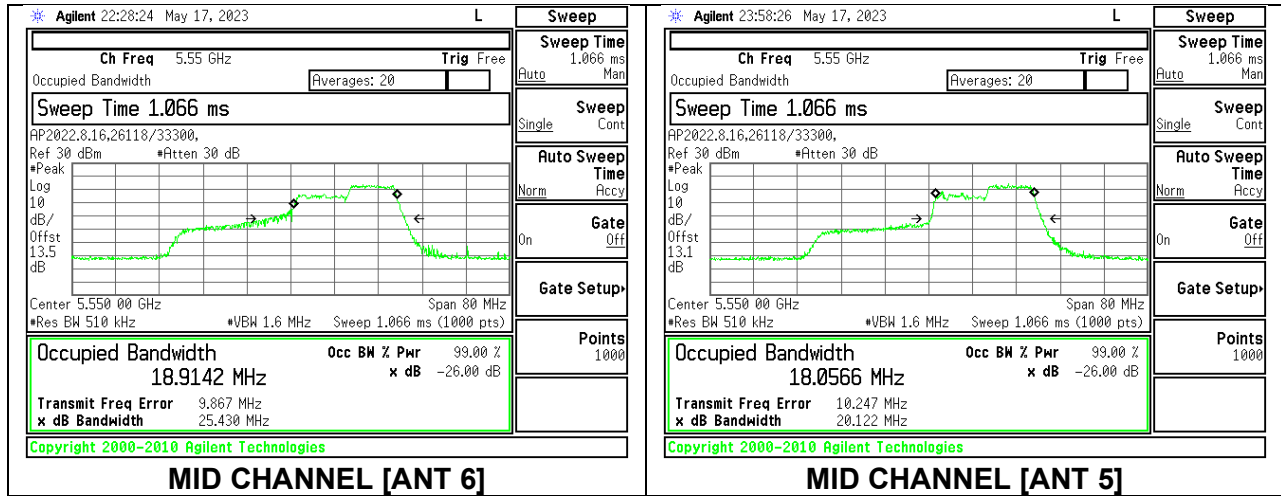 Agilent 22:28:24 May 17, 2023 L
Sweep
Ch Freq 5.55 GHz Trig Free
Occupied Bandwidth Averages: 20
Sweep Time 1.066 ms
AP2022.8.16,26118/33300,
Ref 30 dBm #Atten 30 dB
#Peak
Log
10
dB/
Offst
13.5
dB
Center 5.550 00 GHz Span 80 MHz
#Res BW 510 kHz #VBW 1.6 MHz Sweep 1.066 ms (1000 pts)
Occupied Bandwidth Occ BW % Pwr 99.00 %
18.9142 MHz x dB -26.00 dB
Transmit Freq Error 9.867 MHz
x dB Bandwidth 25.430 MHz
Copyright 2000-2010 Agilent Technologies
Sweep Time
1.066 ms
Auto Man
Sweep
Single Cont
Auto Sweep
Time
Norm Accy
Gate
On Off
Gate Setup
Points
1000
MID CHANNEL [ANT 6]
Agilent 23:58:26 May 17, 2023 L
Sweep
Ch Freq 5.55 GHz Trig Free
Occupied Bandwidth Averages: 20
Sweep Time 1.066 ms
AP2022.8.16,26118/33300,
Ref 30 dBm #Atten 30 dB
#Peak
Log
10
dB/
Offst
13.1
dB
Center 5.550 00 GHz Span 80 MHz
#Res BW 510 kHz #VBW 1.6 MHz Sweep 1.066 ms (1000 pts)
Occupied Bandwidth Occ BW % Pwr 99.00 %
18.0566 MHz x dB -26.00 dB
Transmit Freq Error 10.247 MHz
x dB Bandwidth 20.122 MHz
Copyright 2000-2010 Agilent Technologies
Sweep Time
1.066 ms
Auto Man
Sweep
Single Cont
Auto Sweep
Time
Norm Accy
Gate
On Off
Gate Setup
Points
1000
MID CHANNEL [ANT 5]